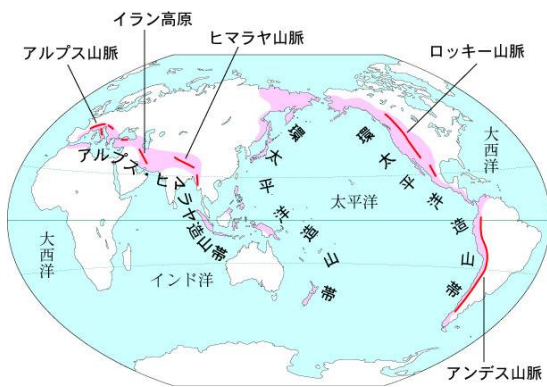 イラン高原
アルプス山脈
ヒマラヤ山脈
ロッキー山脈
アルプス・ヒマラヤ造山帯
環太平洋造山帯
環太平洋造山帯
太平洋
大西洋
大西洋
インド洋
アンデス山脈